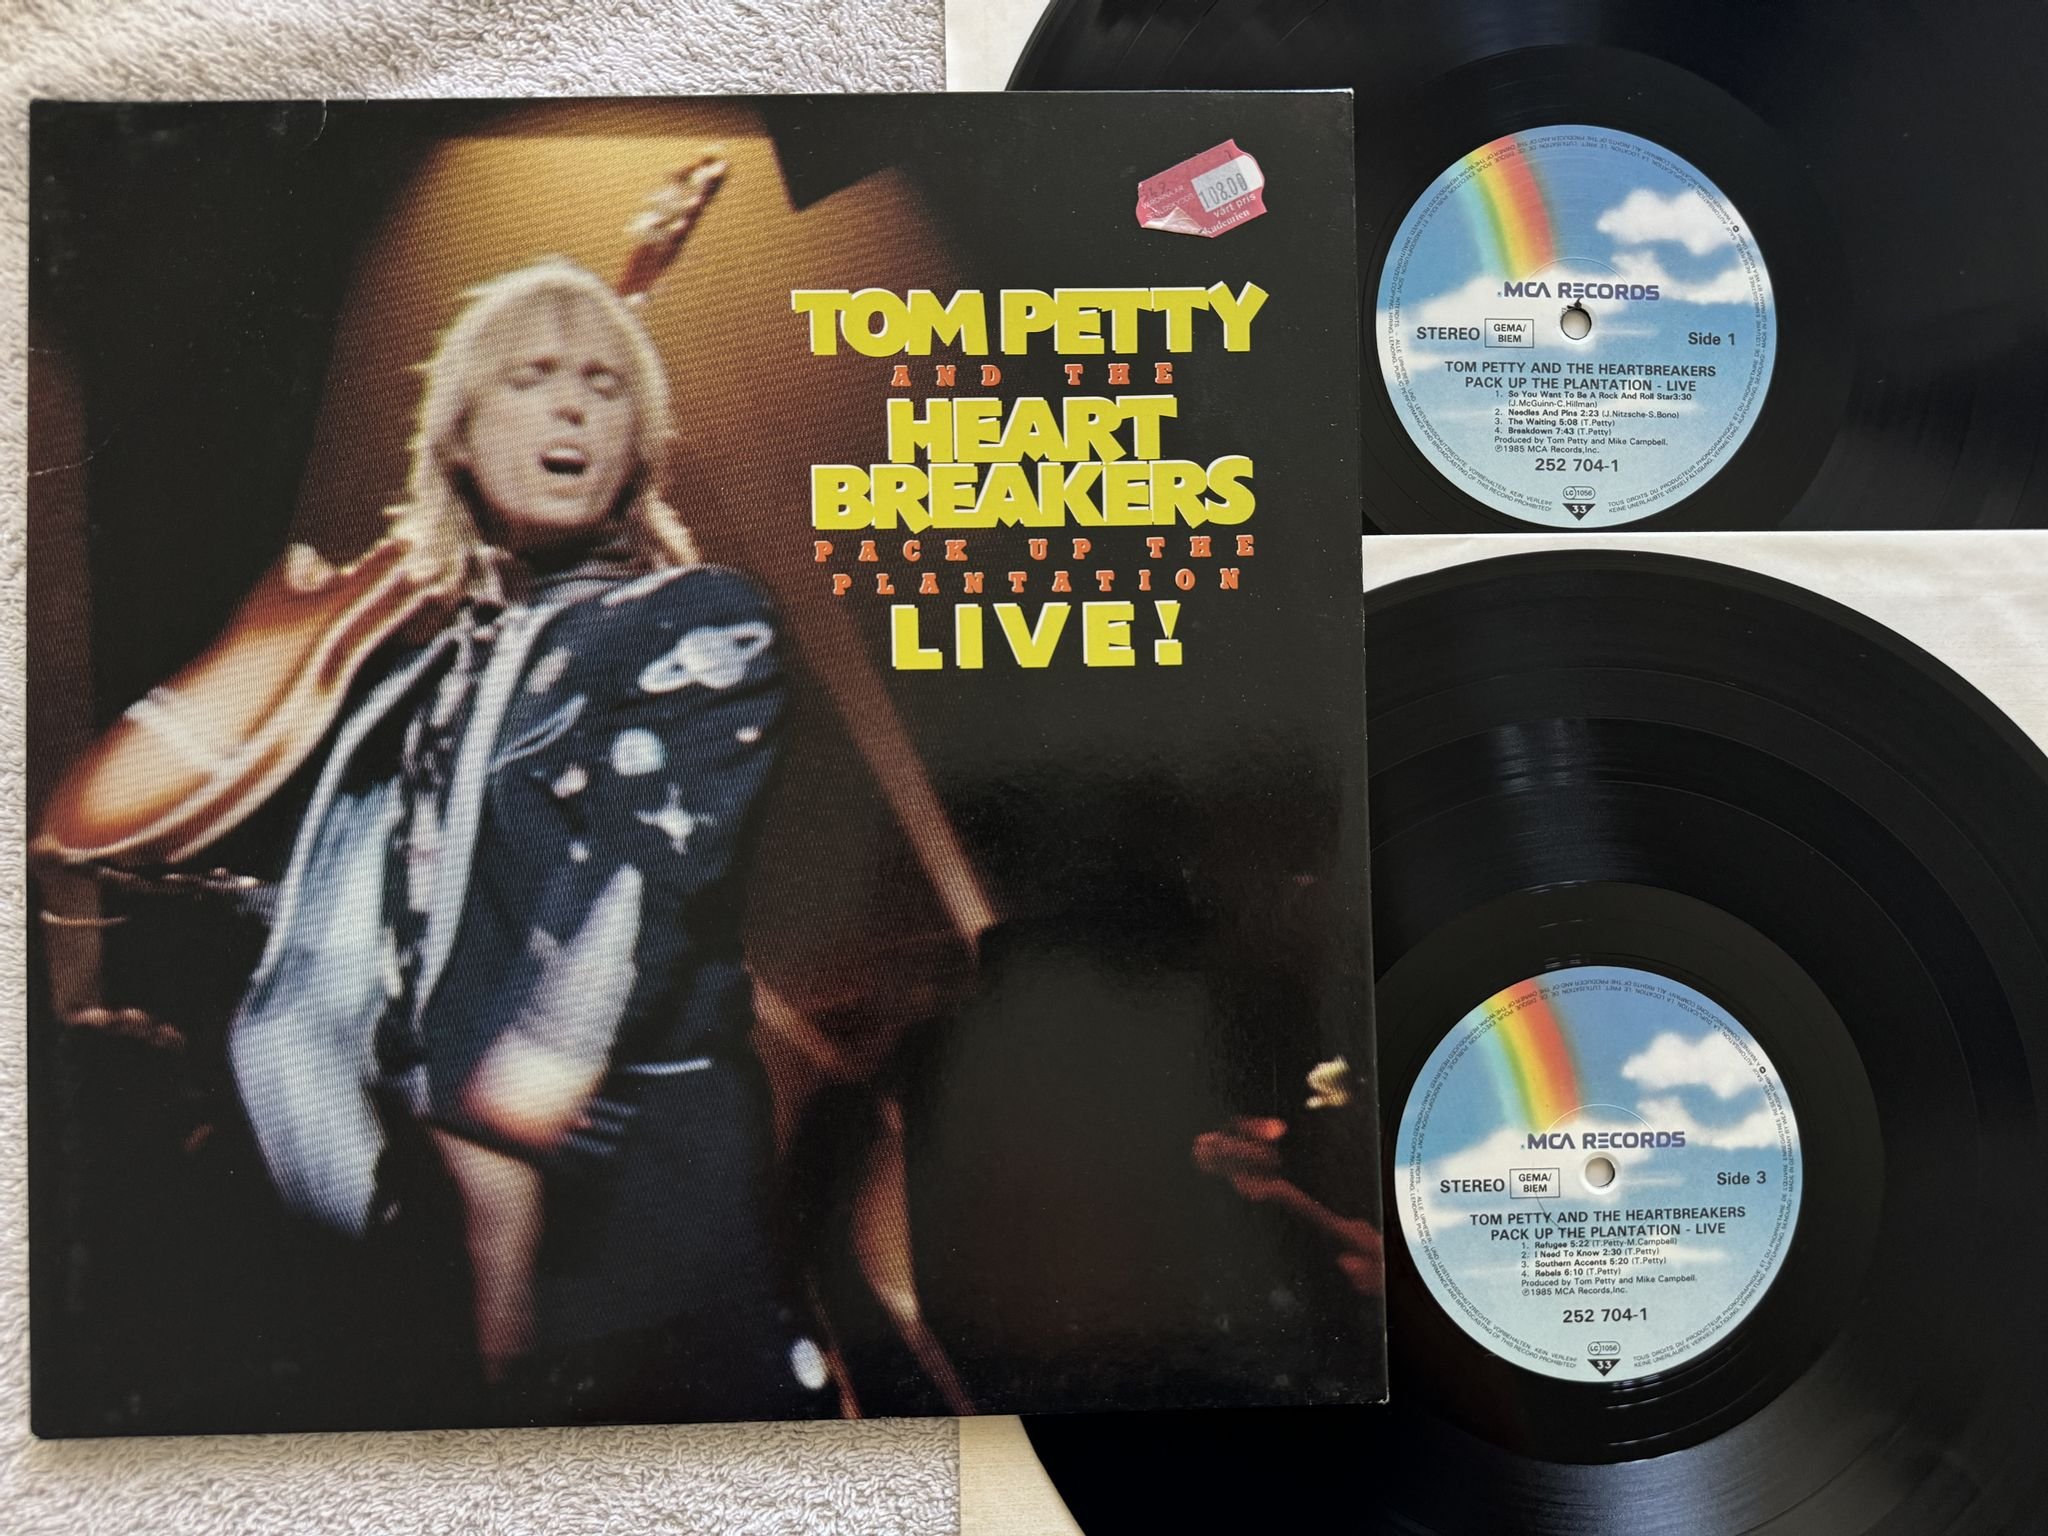 108.00
Vårt pris
TOM PETTY
AND THE
HEART
BREAKERS
PACK UP THE
PLANTATION
LIVE!
MCA RECORDS
STEREO
GEMA/
BIEM
Side 1
TOM PETTY AND THE HEARTBREAKERS
PACK UP THE PLANTATION - LIVE
1. So You Want To Be A Rock And Roll Star3:30
(J.McGuinn-C.Hillman)
2. Needles And Pins 2:23 (J.Nitzsche-S.Bono)
3. The Waiting 5:08 (T.Petty)
4. Breakdown 7:43 (T.Petty)
Produced by Tom Petty and Mike Campbell.
℗1985 MCA Records,Inc.
252 704-1
LC 1056
33
MCA RECORDS
STEREO
GEMA/
BIEM
Side 3
TOM PETTY AND THE HEARTBREAKERS
PACK UP THE PLANTATION - LIVE
1. Refugee 5:22 (T.Petty-M.Campbell)
2. I Need To Know 2:30 (T.Petty)
3. Southern Accents 5:20 (T.Petty)
4. Rebels 6:10 (T.Petty)
Produced by Tom Petty and Mike Campbell.
℗1985 MCA Records,Inc.
252 704-1
LC 1056
33